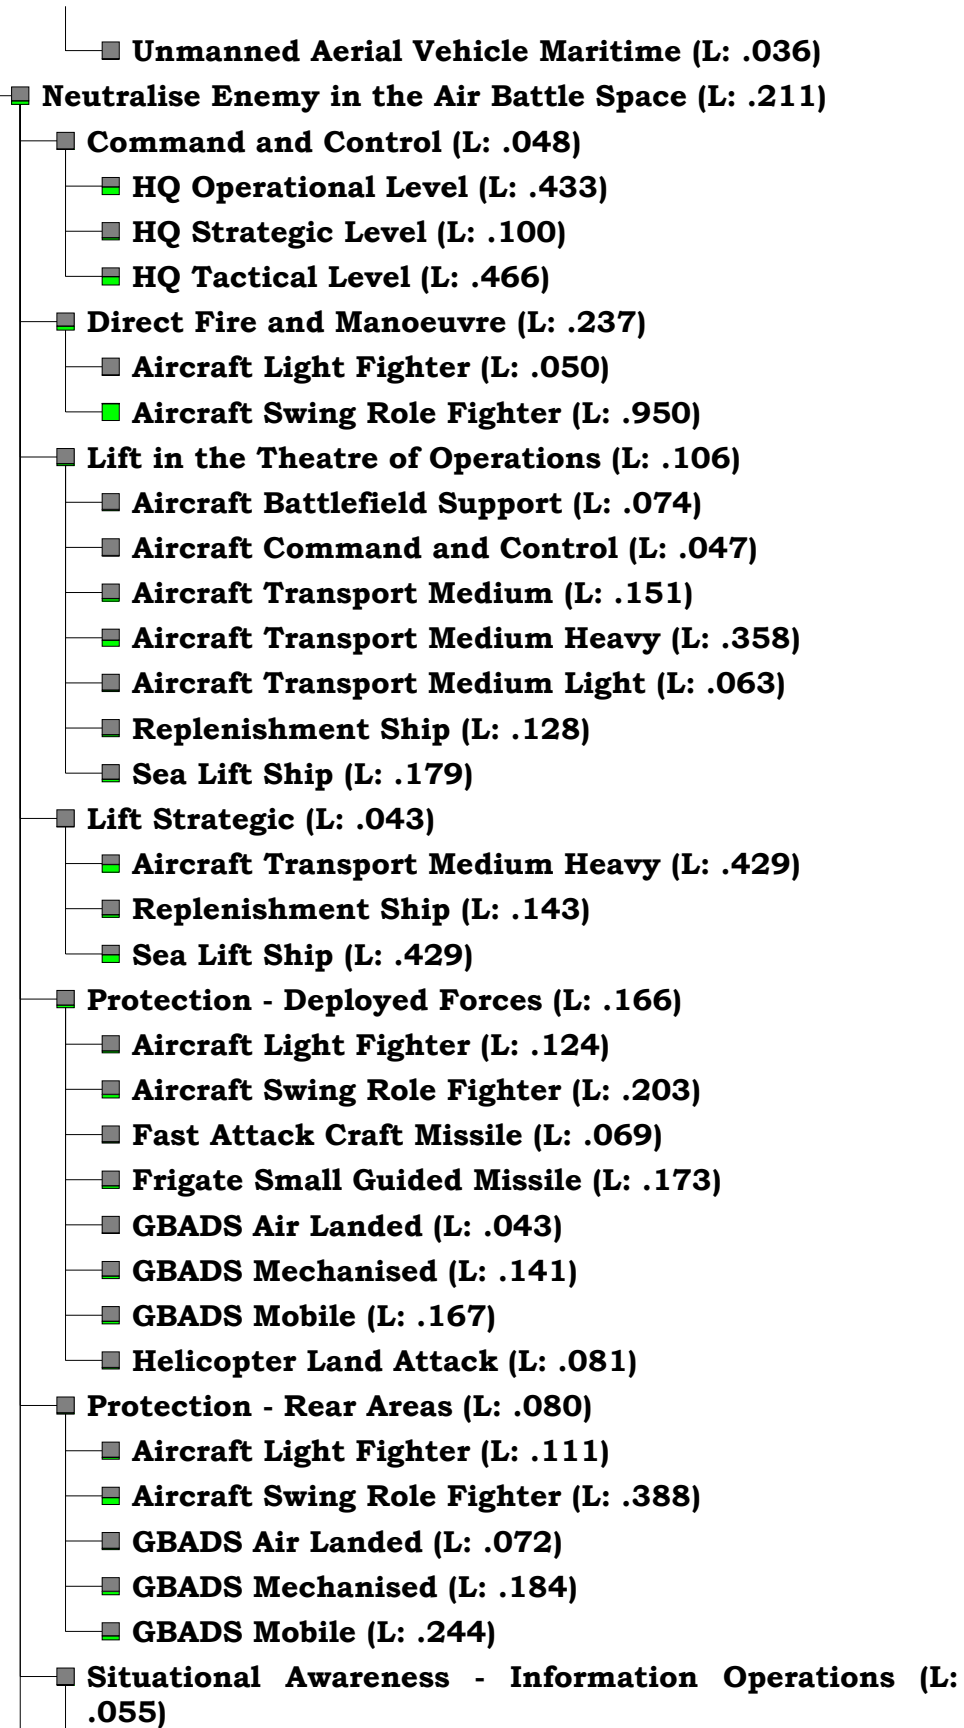 Unmanned Aerial Vehicle Maritime (L: .036)
Neutralise Enemy in the Air Battle Space (L: .211)
Command and Control (L: .048)
HQ Operational Level (L: .433)
HQ Strategic Level (L: .100)
HQ Tactical Level (L: .466)
Direct Fire and Manoeuvre (L: .237)
Aircraft Light Fighter (L: .050)
Aircraft Swing Role Fighter (L: .950)
Lift in the Theatre of Operations (L: .106)
Aircraft Battlefield Support (L: .074)
Aircraft Command and Control (L: .047)
Aircraft Transport Medium (L: .151)
Aircraft Transport Medium Heavy (L: .358)
Aircraft Transport Medium Light (L: .063)
Replenishment Ship (L: .128)
Sea Lift Ship (L: .179)
Lift Strategic (L: .043)
Aircraft Transport Medium Heavy (L: .429)
Replenishment Ship (L: .143)
Sea Lift Ship (L: .429)
Protection - Deployed Forces (L: .166)
Aircraft Light Fighter (L: .124)
Aircraft Swing Role Fighter (L: .203)
Fast Attack Craft Missile (L: .069)
Frigate Small Guided Missile (L: .173)
GBADS Air Landed (L: .043)
GBADS Mechanised (L: .141)
GBADS Mobile (L: .167)
Helicopter Land Attack (L: .081)
Protection - Rear Areas (L: .080)
Aircraft Light Fighter (L: .111)
Aircraft Swing Role Fighter (L: .388)
GBADS Air Landed (L: .072)
GBADS Mechanised (L: .184)
GBADS Mobile (L: .244)
Situational Awareness - Information Operations (L:
.055)